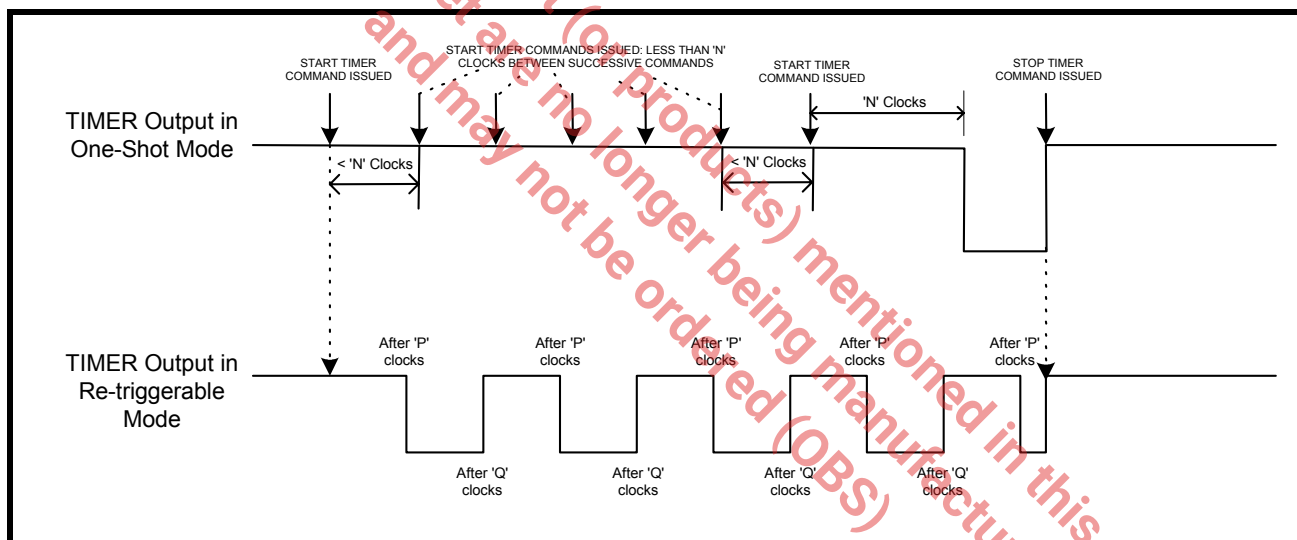 START TIMER
COMMAND ISSUED
START TIMER COMMANDS ISSUED: LESS THAN 'N'
CLOCKS BETWEEN SUCCESSIVE COMMANDS
START TIMER
COMMAND ISSUED
STOP TIMER
COMMAND ISSUED
'N' Clocks
TIMER Output in
One-Shot Mode
< 'N' Clocks
< 'N' Clocks
TIMER Output in
Re-triggerable
Mode
After 'P'
clocks
After 'P'
clocks
After 'P'
clocks
After 'P'
clocks
After 'P'
clocks
After 'Q'
clocks
After 'Q'
clocks
After 'Q'
clocks
After 'Q'
clocks
(or products) mentioned in this
et are no longer being manufactu
and may not be ordered (OBS)